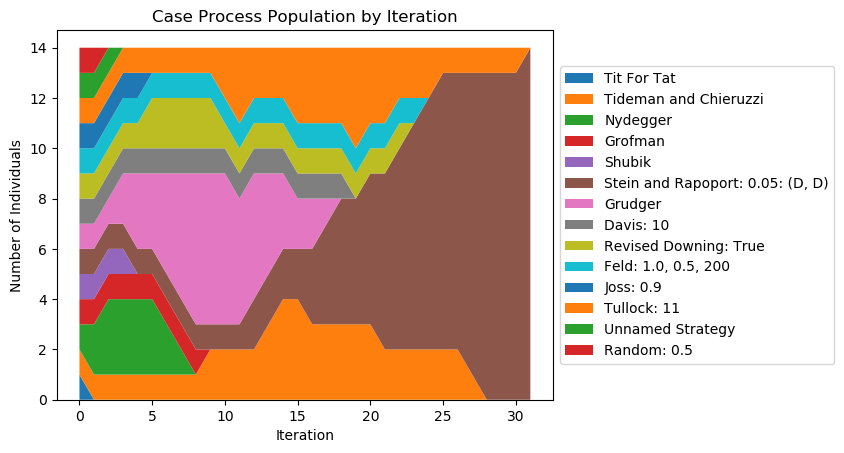 Case Process Population by Iteration
Number of Individuals
14
12
10
8
6
4
2
0
0 5 10 15 20 25 30
Iteration
Tit For Tat
Tideman and Chieruzzi
Nydegger
Grofman
Shubik
Stein and Rapoport: 0.05: (D, D)
Grudger
Davis: 10
Revised Downing: True
Feld: 1.0, 0.5, 200
Joss: 0.9
Tullock: 11
Unnamed Strategy
Random: 0.5